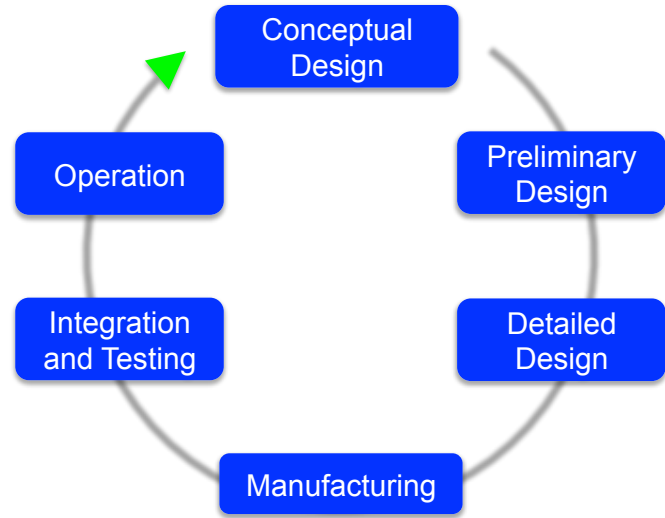 Conceptual
Design
Preliminary
Design
Detailed
Design
Manufacturing
Integration
and Testing
Operation